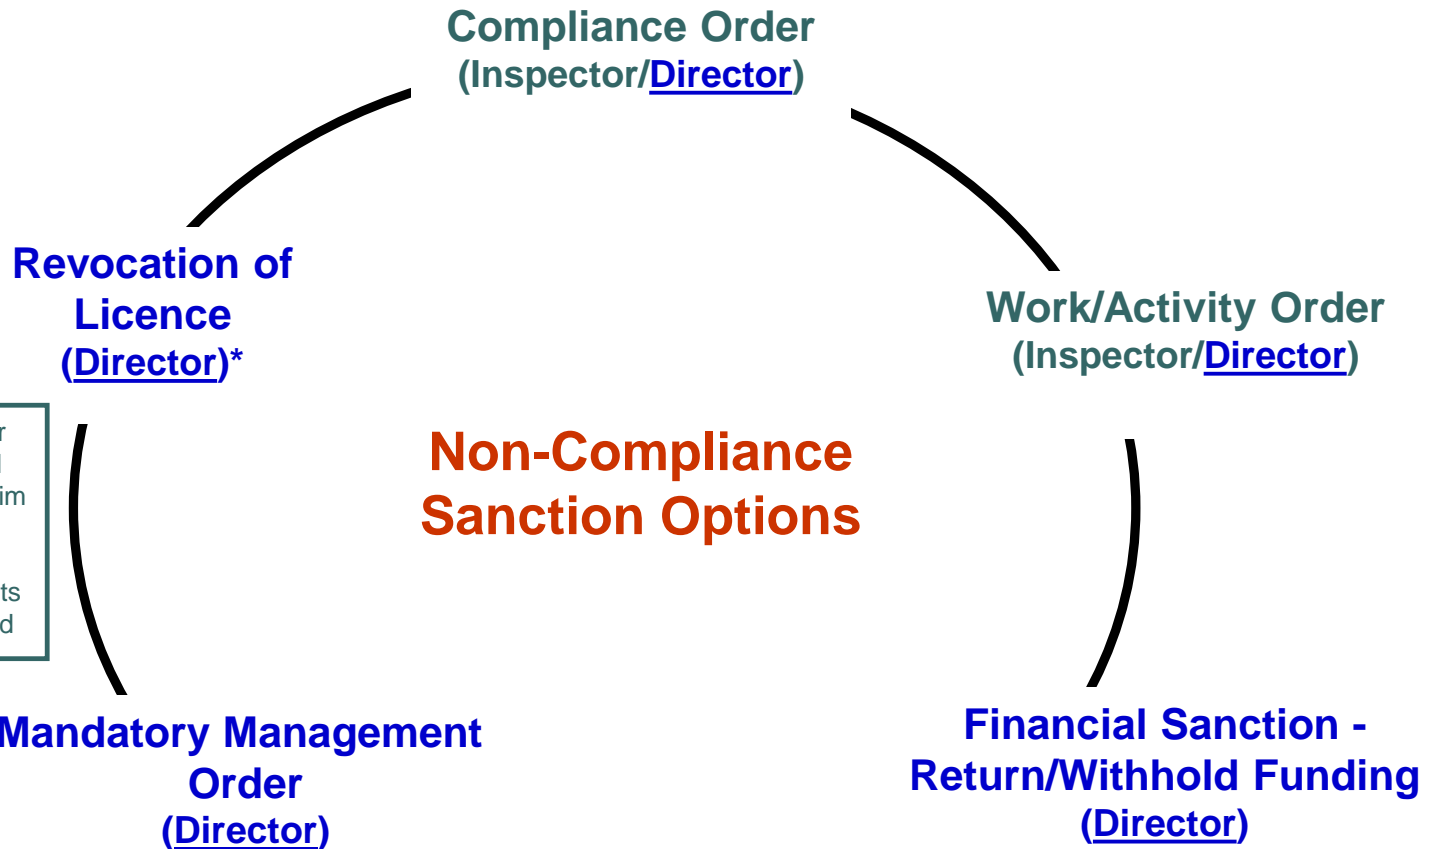 Compliance Order
(Inspector/Director)
Revocation of
Licence
(Director)*
Work/Activity Order
(Inspector/Director)
Non-Compliance
Sanction Options
Mandatory Management
Order
(Director)
Financial Sanction -
Return/Withhold Funding
(Director)